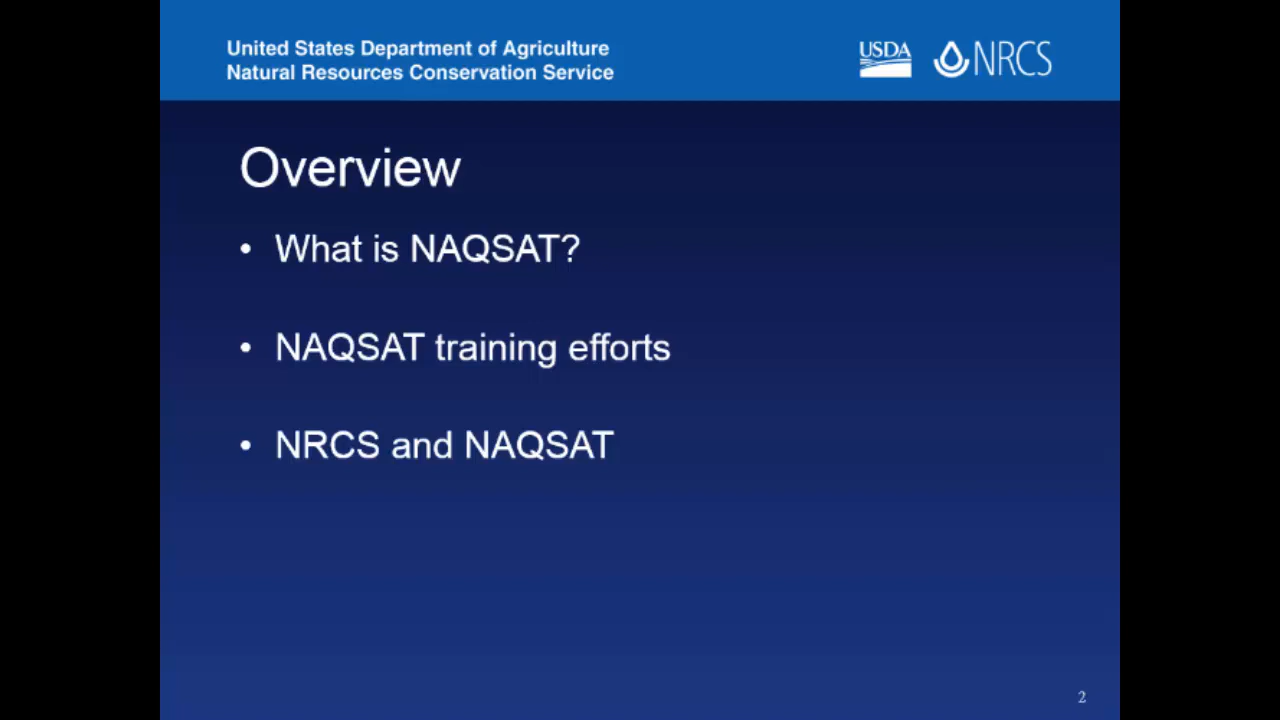 United States Department of Agriculture
Natural Resources Conservation Service
USDA
NRCS
Overview
• What is NAQSAT?
• NAQSAT training efforts
• NRCS and NAQSAT
2